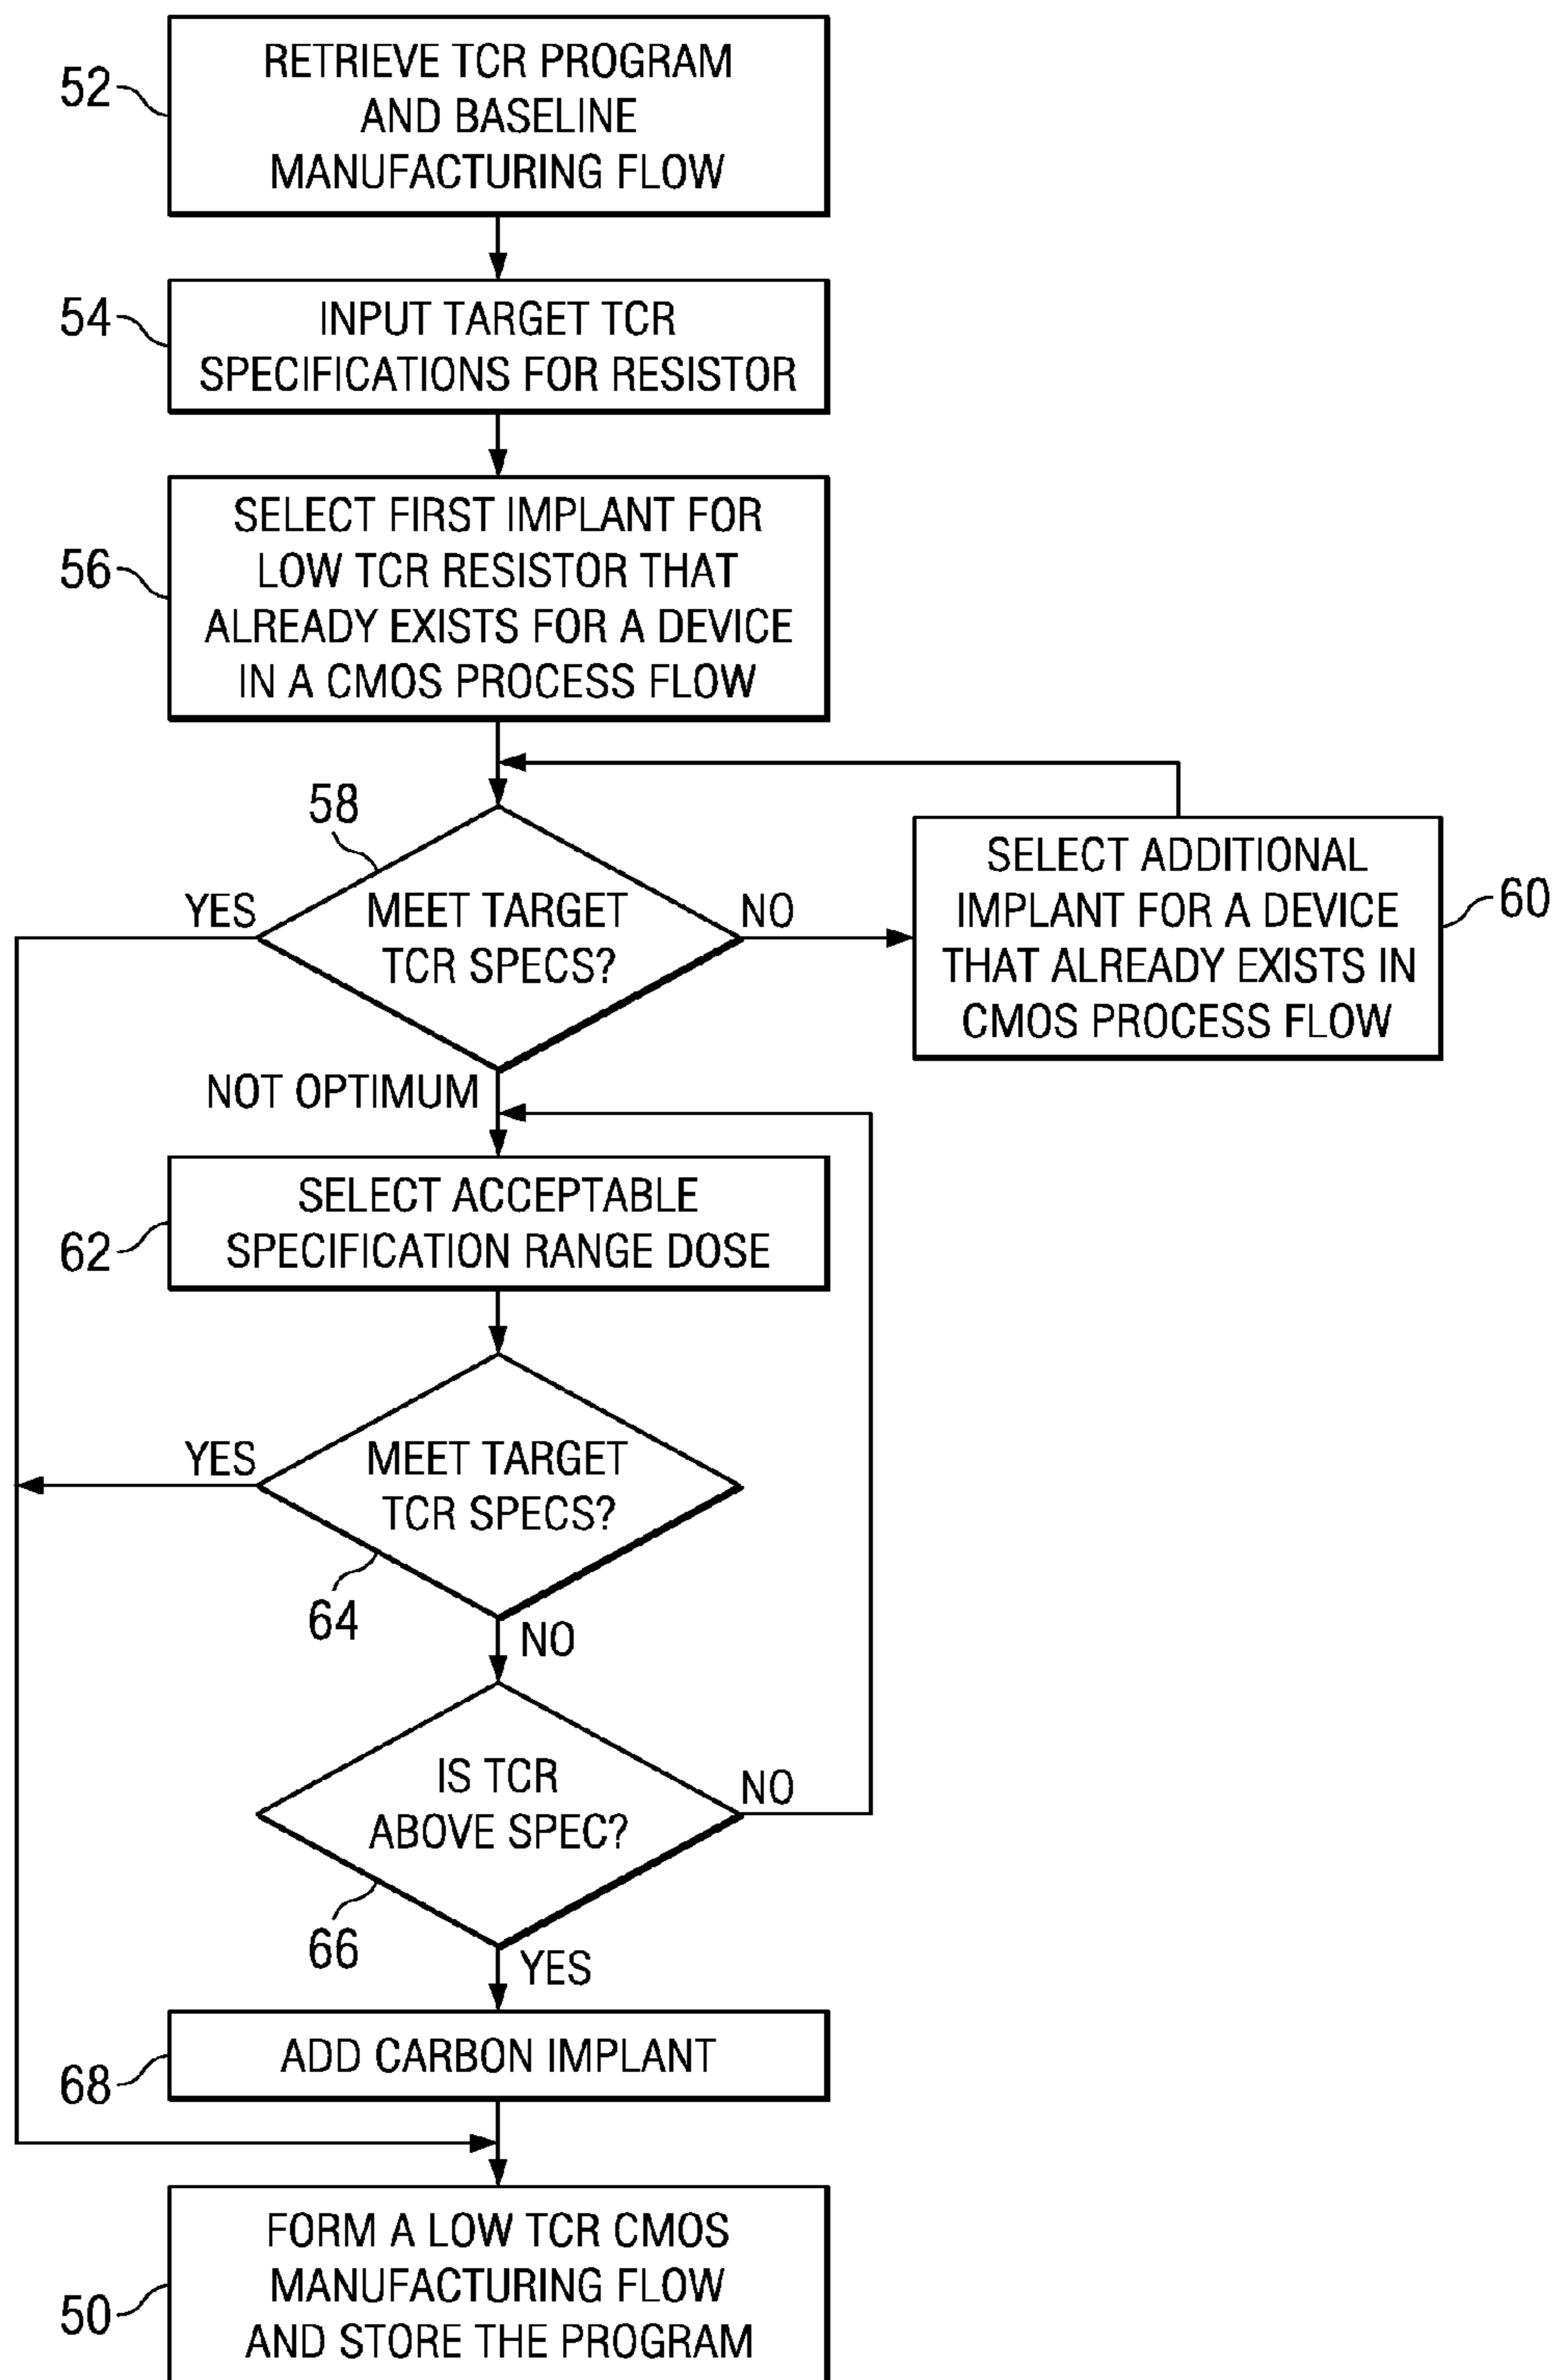 52
RETRIEVE TCR PROGRAM
AND BASELINE
MANUFACTURING FLOW
54
INPUT TARGET TCR
SPECIFICATIONS FOR RESISTOR
56
SELECT FIRST IMPLANT FOR
LOW TCR RESISTOR THAT
ALREADY EXISTS FOR A DEVICE
IN A CMOS PROCESS FLOW
58
YES
MEET TARGET
TCR SPECS?
NO
SELECT ADDITIONAL
IMPLANT FOR A DEVICE
THAT ALREADY EXISTS IN
CMOS PROCESS FLOW
60
NOT OPTIMUM
62
SELECT ACCEPTABLE
SPECIFICATION RANGE DOSE
YES
MEET TARGET
TCR SPECS?
64
NO
IS TCR
ABOVE SPEC?
NO
66
YES
68
ADD CARBON IMPLANT
50
FORM A LOW TCR CMOS
MANUFACTURING FLOW
AND STORE THE PROGRAM